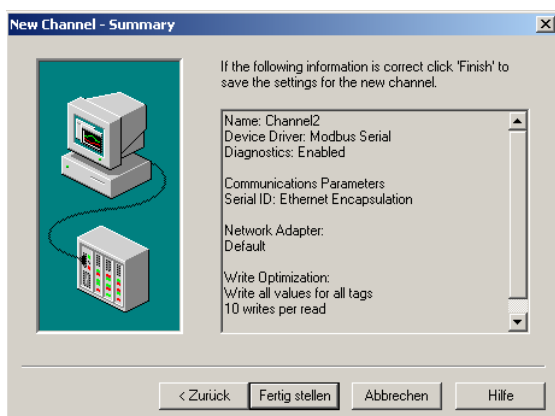 New Channel - Summary
If the following information is correct click 'Finish' to
save the settings for the new channel.
Name: Channel2
Device Driver: Modbus Serial
Diagnostics: Enabled
Communications Parameters
Serial ID: Ethernet Encapsulation
Network Adapter:
Default
Write Optimization:
Write all values for all tags
10 writes per read
< Zurück Fertig stellen Abbrechen Hilfe